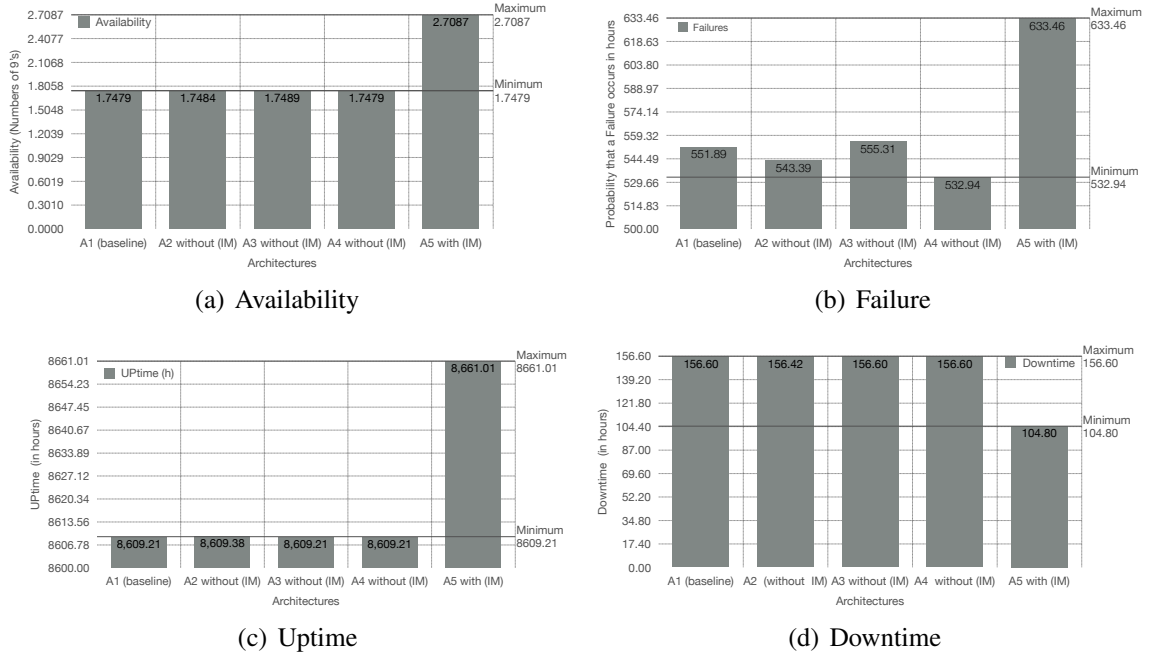 2.7087
2.4077
2.1068
1.8058
1.5048
1.2039
0.9029
0.6019
0.3010
0.0000
Availability (Numbers of 9's)
Availability
1.7479
1.7484
1.7489
1.7479
2.7087
Maximum
2.7087
Minimum
1.7479
A1 (baseline) A2 without (IM) A3 without (IM) A4 without (IM) A5 with (IM)
Architectures
(a) Availability
633.46
618.63
603.80
588.97
574.14
559.32
544.49
529.66
514.83
500.00
Probability that a Failure occurs in hours
Failures
551.89
543.39
555.31
532.94
633.46
Maximum
633.46
Minimum
532.94
A1 (baseline) A2 without (IM) A3 without (IM) A4 without (IM) A5 with (IM)
Architectures
(b) Failure
8661.01
8654.23
8647.45
8640.67
8633.89
8627.12
8620.34
8613.56
8606.78
8600.00
UPtime (in hours)
UPtime (h)
8,609.21
8,609.38
8,609.21
8,609.21
8,661.01
Maximum
8661.01
Minimum
8609.21
A1 (baseline) A2 without (IM) A3 without (IM) A4 without (IM) A5 with (IM)
Architectures
(c) Uptime
156.60
139.20
121.80
104.40
87.00
69.60
52.20
34.80
17.40
0.00
Downtime (in hours)
Downtime
156.60
156.42
156.60
156.60
104.80
Maximum
156.60
Minimum
104.80
A1 (baseline) A2 (without IM) A3 without (IM) A4 without (IM) A5 with (IM)
Architectures
(d) Downtime